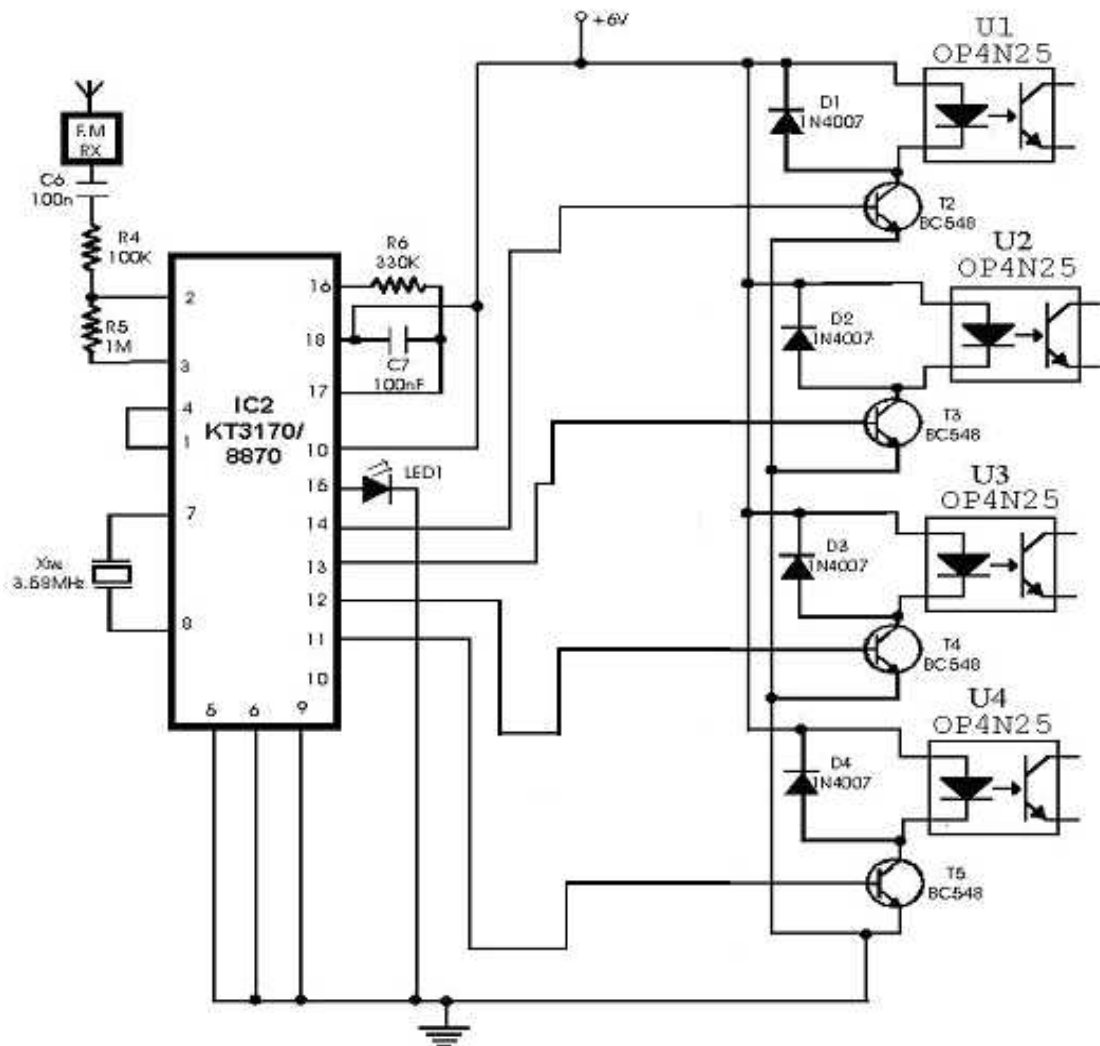 +6V
U1
OP4N25
D1
1N4007
F.M
RX
C6
100n
T2
BC548
R4
100K
R6
330K
U2
OP4N25
16
2
R5
1M
18
D2
1N4007
3
C7
100nF
17
4
IC2
KT3170/
8870
T3
BC548
1
10
LED1
15
U3
OP4N25
7
14
D3
1N4007
13
3.59MHz
12
T4
BC548
8
11
10
U4
OP4N25
5 6 9
D4
1N4007
T5
BC548